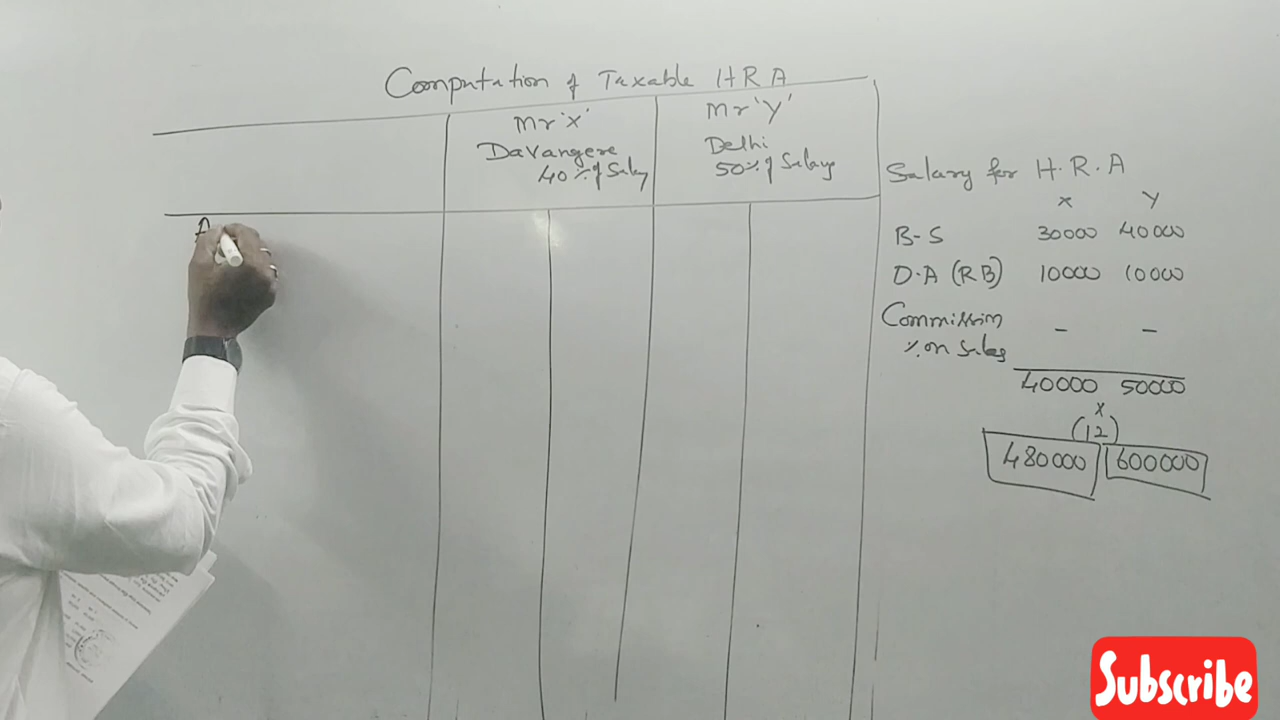 Computation of Taxable H R A
Mr 'X'
Davangere
40% of Salary
Mr 'Y'
Delhi
50% of Salary
A
Salary for H.R.A
X Y
B-S 30000 40000
D.A (RB) 10000 10000
Commission - -
% on Sales
40000 50000
x
(12)
480000 600000
Subscribe